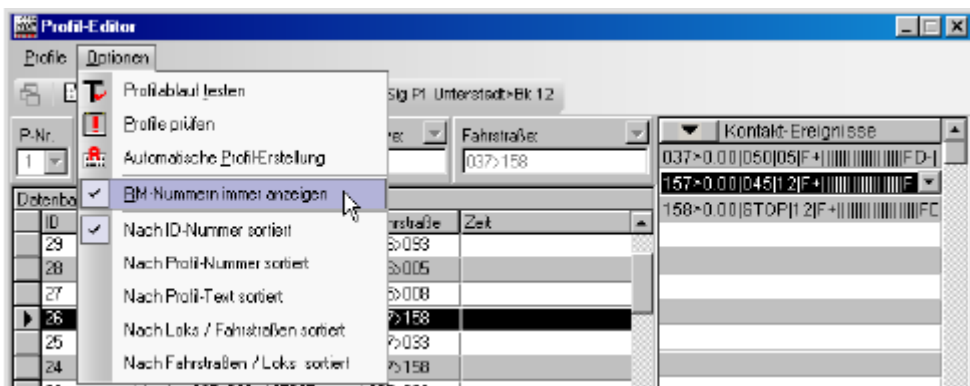 Profil-Editor
Profile Optionen
Profilablauf testen
Profile prüfen
Automatische Profil-Erstellung
BM-Nummern immer anzeigen
Nach ID-Nummer sortiert
Nach Profil-Nummer sortiert
Nach Profil-Text sortiert
Nach Loks / Fahrstraßen sortiert
Nach Fahrstraßen / Loks sortiert
Sig P1 Unterstadt>Bk 12
P-Nr. Fahrstraße:
1 037>158
Datenba
ID rstraße Zeit
29 >093
28 >005
27 >008
26 >158
25 >033
24 >158
Kontakt-Ereignisse
037>0.00|050|05|F+||||||||||||||||FD-|
157>0.00|045|12|F+||||||||||||||||F
158>0.00|STOP|12|F+||||||||||||||||FD